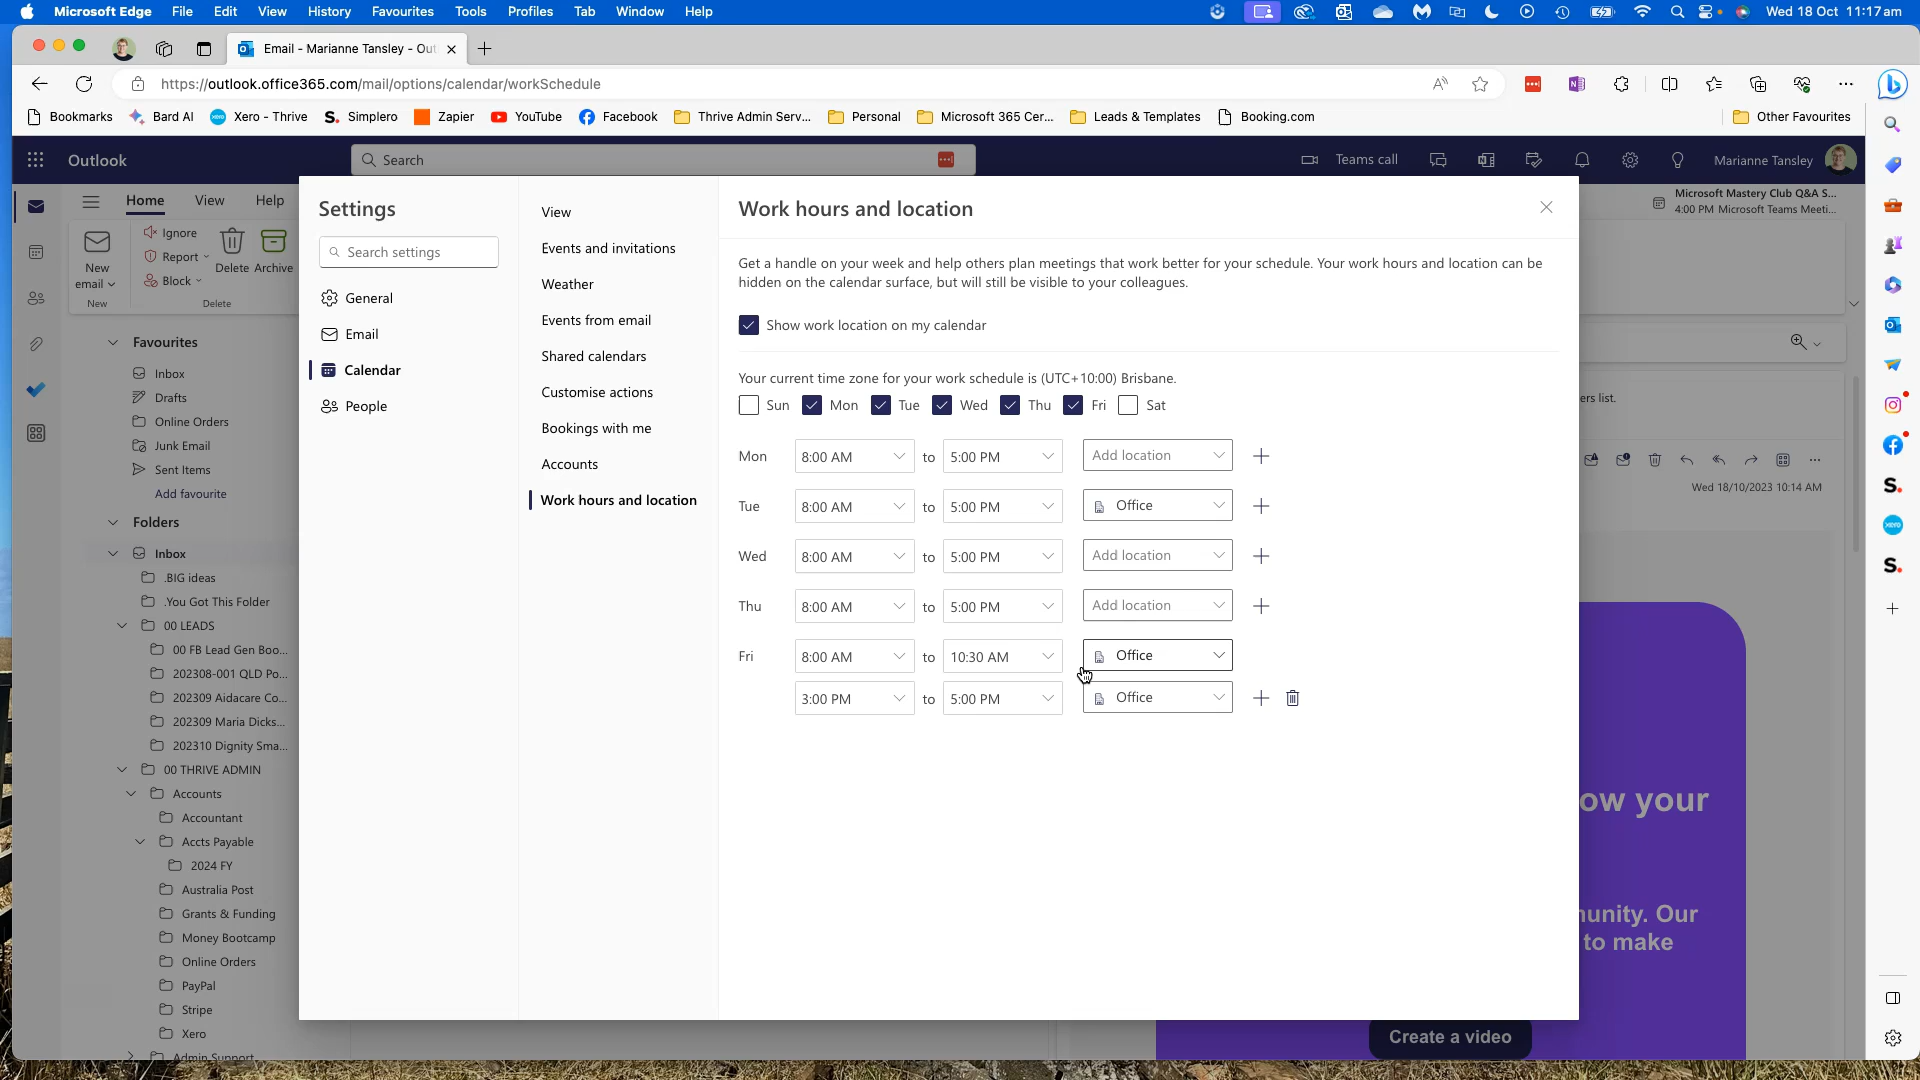 Microsoft Edge File Edit View History Favourites Tools Profiles Tab Window Help Wed 18 Oct 11:17 am
Email - Marianne Tansley - Out
https://outlook.office365.com/mail/options/calendar/workSchedule
Bookmarks Bard AI Xero - Thrive Simplero Zapier YouTube Facebook Thrive Admin Serv... Personal Microsoft 365 Cer... Leads & Templates Booking.com Other Favourites
Outlook Search Teams call Marianne Tansley
Home View Help
Microsoft Mastery Club Q&A S...
4:00 PM Microsoft Teams Meeti...
New email
Ignore
Report
Block
Delete Archive
New Delete
Favourites
Inbox
Drafts
Online Orders
Junk Email
Sent Items
Add favourite
Folders
Inbox
.BIG ideas
.You Got This Folder
00 LEADS
00 FB Lead Gen Boo...
202308-001 QLD Po...
202309 Aidacare Co...
202309 Maria Dicks...
202310 Dignity Sma...
00 THRIVE ADMIN
Accounts
Accountant
Accts Payable
2024 FY
Australia Post
Grants & Funding
Money Bootcamp
Online Orders
PayPal
Stripe
Xero
Admin Support
Settings
Search settings
General
Email
Calendar
People
View
Events and invitations
Weather
Events from email
Shared calendars
Customise actions
Bookings with me
Accounts
Work hours and location
Work hours and location
Get a handle on your week and help others plan meetings that work better for your schedule. Your work hours and location can be
hidden on the calendar surface, but will still be visible to your colleagues.
Show work location on my calendar
Your current time zone for your work schedule is (UTC+10:00) Brisbane.
Sun Mon Tue Wed Thu Fri Sat
Mon 8:00 AM to 5:00 PM Add location
Tue 8:00 AM to 5:00 PM Office
Wed 8:00 AM to 5:00 PM Add location
Thu 8:00 AM to 5:00 PM Add location
Fri 8:00 AM to 10:30 AM Office
3:00 PM to 5:00 PM Office
ers list.
Wed 18/10/2023 10:14 AM
ow your
nunity. Our
to make
Create a video